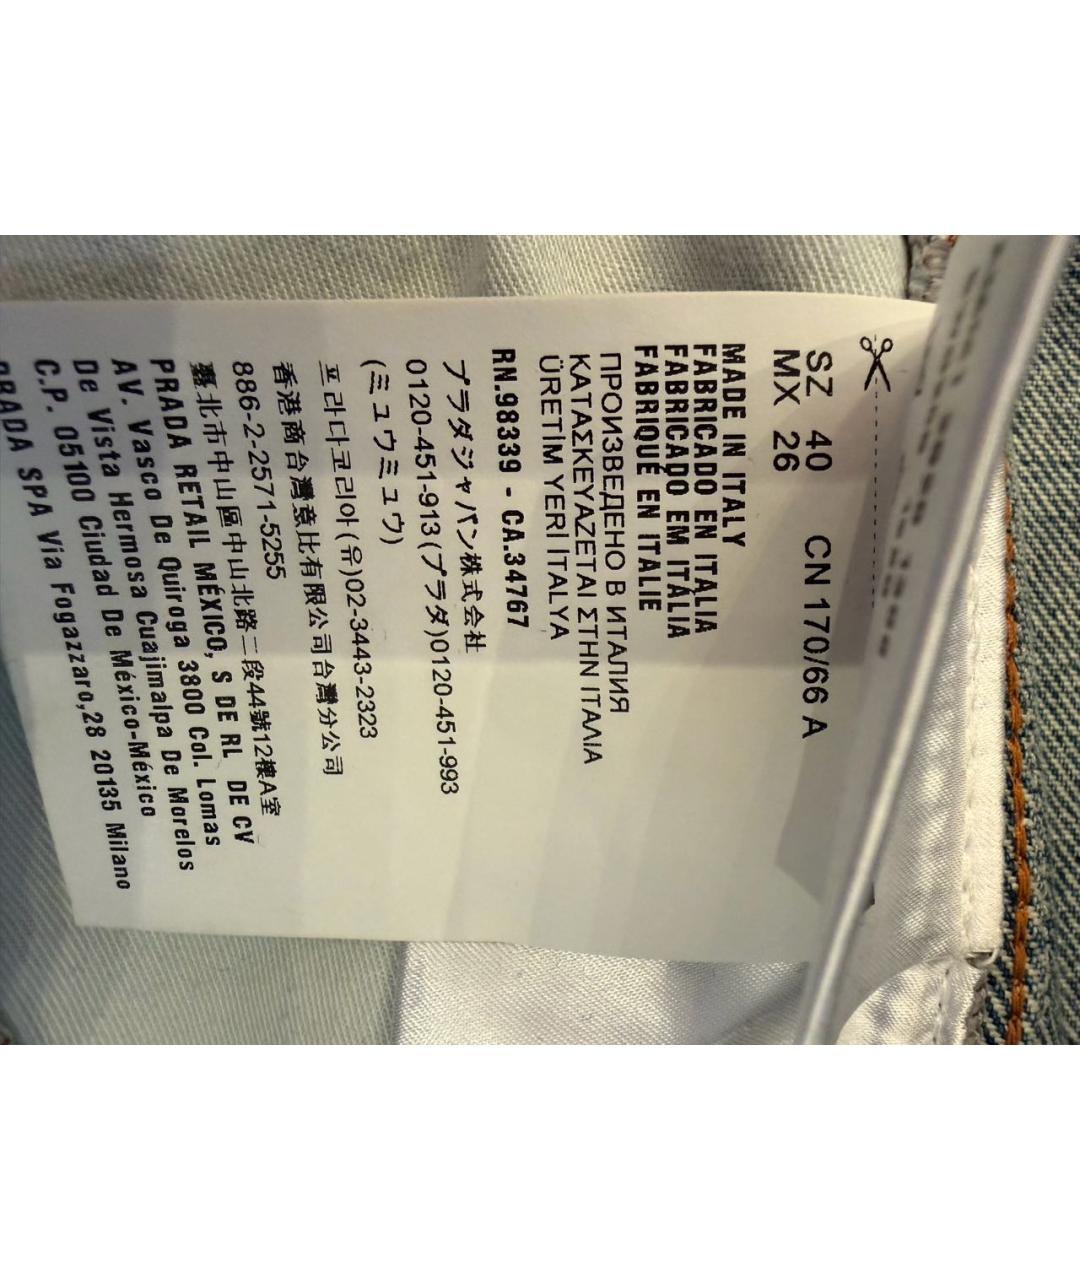 SZ 40 CN 170/66 A
MX 26
MADE IN ITALY
FABRICADO EN ITALIA
FABRICADO EM ITÁLIA
FABRIQUÉ EN ITALIE
ПРОИЗВЕДЕНО В ИТАЛИЯ
ΚΑΤΑΣΚΕΥΑΖΕΤΑΙ ΣΤΗΝ ΙΤΑΛΙΑ
ÜRETİM YERİ İTALYA
RN.98339 - CA.34767
プラダジャパン株式会社
0120-451-913(プラダ)0120-451-993
(ミュウミュウ)
프라다코리아(유)02-3443-2323
香港商台灣意比有限公司台灣分公司
886-2-2571-5255
臺北市中山區中山北路二段44號12樓A室
PRADA RETAIL MÉXICO, S DE RL DE CV
AV. Vasco De Quiroga 3800 Col. Lomas
De Vista Hermosa Cuajimalpa De Morelos
C.P. 05100 Ciudad De México-México
PRADA SPA Via Fogazzaro,28 20135 Milano